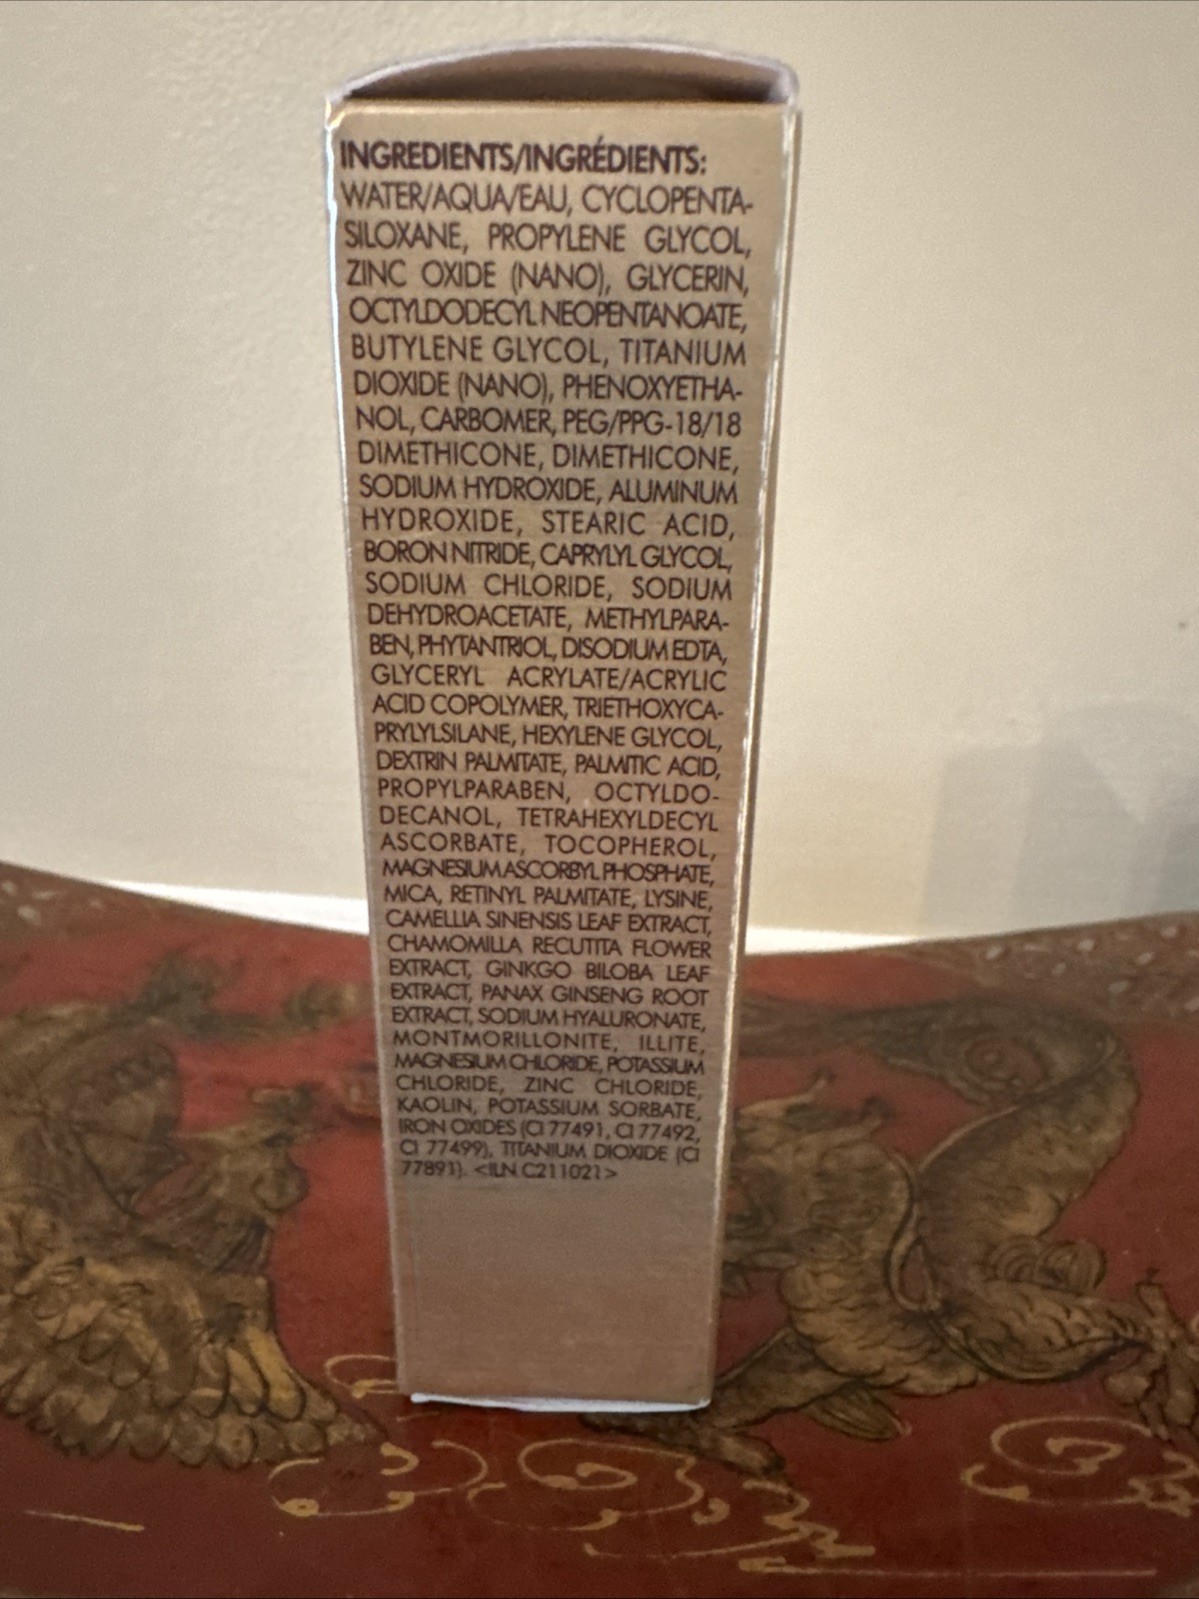 INGREDIENTS/INGRÉDIENTS:
WATER/AQUA/EAU, CYCLOPENTA-
SILOXANE, PROPYLENE GLYCOL,
ZINC OXIDE (NANO), GLYCERIN,
OCTYLDODECYL NEOPENTANOATE,
BUTYLENE GLYCOL, TITANIUM
DIOXIDE (NANO), PHENOXYETHA-
NOL, CARBOMER, PEG/PPG-18/18
DIMETHICONE, DIMETHICONE,
SODIUM HYDROXIDE, ALUMINUM
HYDROXIDE, STEARIC ACID,
BORON NITRIDE, CAPRYLYL GLYCOL,
SODIUM CHLORIDE, SODIUM
DEHYDROACETATE, METHYLPARA-
BEN, PHYTANTRIOL, DISODIUM EDTA,
GLYCERYL ACRYLATE/ACRYLIC
ACID COPOLYMER, TRIETHOXYCA-
PRYLYLSILANE, HEXYLENE GLYCOL,
DEXTRIN PALMITATE, PALMITIC ACID,
PROPYLPARABEN, OCTYLDO-
DECANOL, TETRAHEXYLDECYL
ASCORBATE, TOCOPHEROL,
MAGNESIUM ASCORBYL PHOSPHATE,
MICA, RETINYL PALMITATE, LYSINE,
CAMELLIA SINENSIS LEAF EXTRACT,
CHAMOMILLA RECUTITA FLOWER
EXTRACT, GINKGO BILOBA LEAF
EXTRACT, PANAX GINSENG ROOT
EXTRACT, SODIUM HYALURONATE,
MONTMORILLONITE, ILLITE,
MAGNESIUM CHLORIDE, POTASSIUM
CHLORIDE, ZINC CHLORIDE,
KAOLIN, POTASSIUM SORBATE,
IRON OXIDES (CI 77491, CI 77492,
CI 77499), TITANIUM DIOXIDE (CI
77891). <ILN C211021>